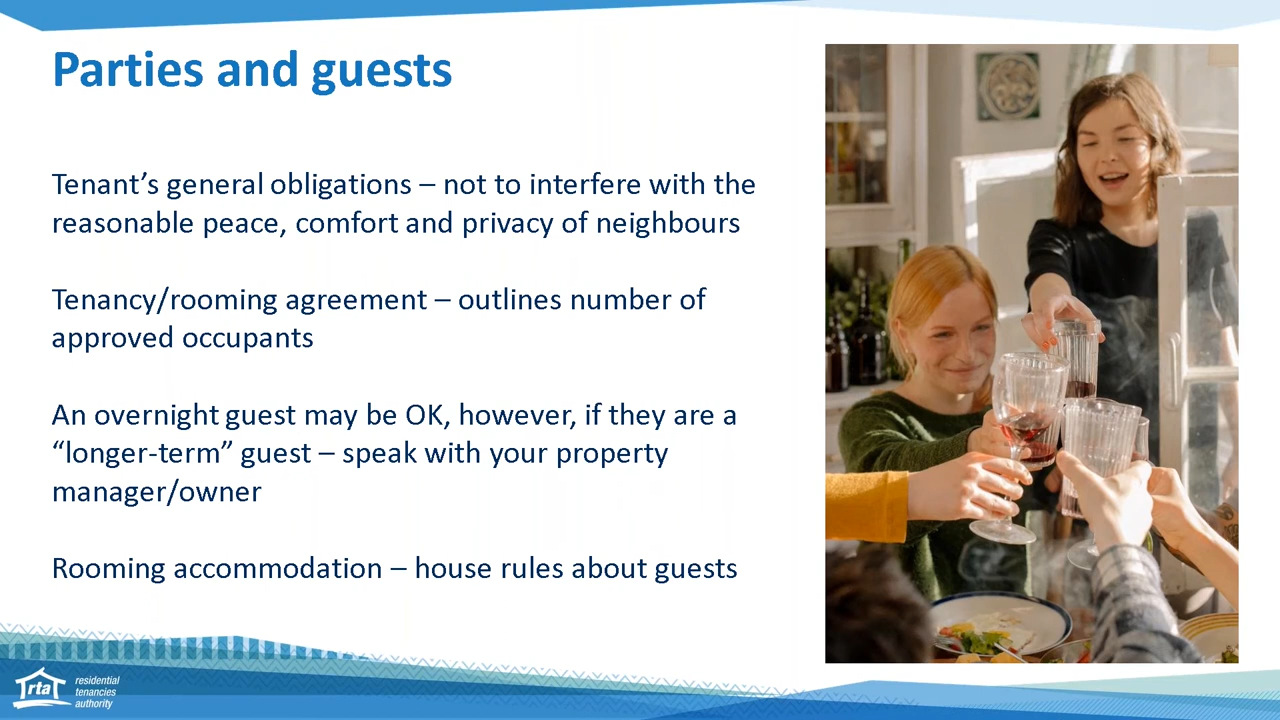 Parties and guests
Tenant’s general obligations – not to interfere with the
reasonable peace, comfort and privacy of neighbours
Tenancy/rooming agreement – outlines number of
approved occupants
An overnight guest may be OK, however, if they are a
“longer-term” guest – speak with your property
manager/owner
Rooming accommodation – house rules about guests
rta
residential
tenancies
authority